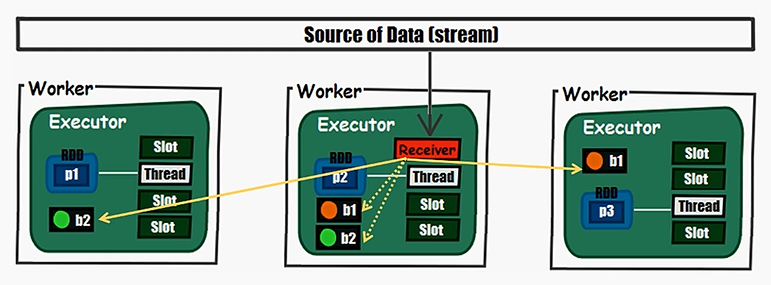 Source of Data (stream)
Worker
Executor
RDD
p1
Slot
Thread
Slot
Slot
b2
Worker
Executor
Receiver
RDD
p2
Thread
b1
Slot
b2
Slot
Worker
Executor
b1
Slot
Slot
RDD
p3
Thread
Slot